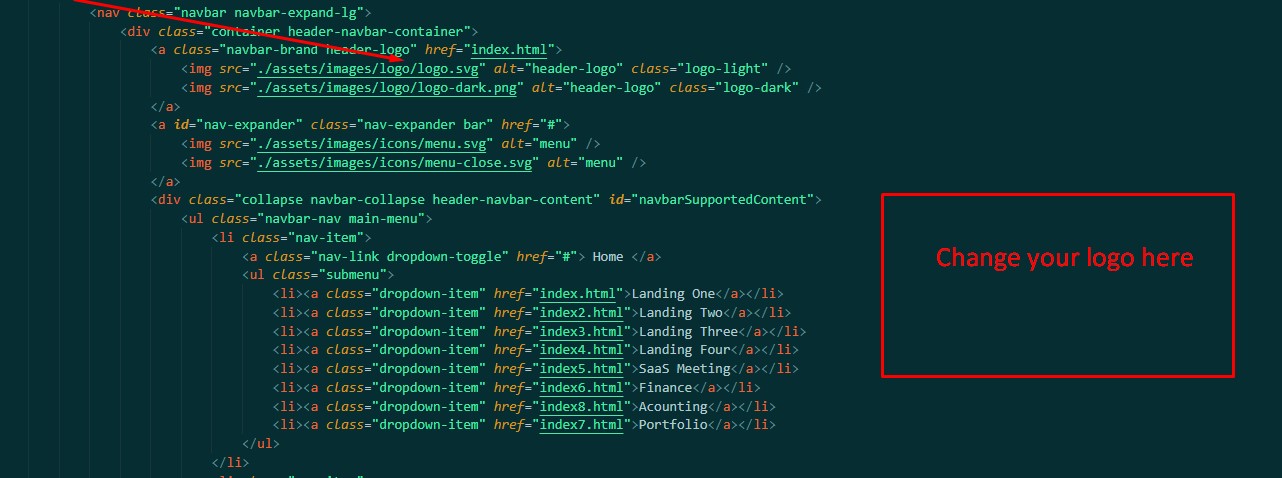 <nav class="navbar navbar-expand-lg">
<div class="container header-navbar-container">
<a class="navbar-brand header-logo" href="index.html">
<img src="./assets/images/logo/logo.svg" alt="header-logo" class="logo-light" />
<img src="./assets/images/logo/logo-dark.png" alt="header-logo" class="logo-dark" />
</a>
<a id="nav-expander" class="nav-expander bar" href="#">
<img src="./assets/images/icons/menu.svg" alt="menu" />
<img src="./assets/images/icons/menu-close.svg" alt="menu" />
</a>
<div class="collapse navbar-collapse header-navbar-content" id="navbarSupportedContent">
<ul class="navbar-nav main-menu">
<li class="nav-item">
<a class="nav-link dropdown-toggle" href="#"> Home </a>
<ul class="submenu">
<li><a class="dropdown-item" href="index.html">Landing One</a></li>
<li><a class="dropdown-item" href="index2.html">Landing Two</a></li>
<li><a class="dropdown-item" href="index3.html">Landing Three</a></li>
<li><a class="dropdown-item" href="index4.html">Landing Four</a></li>
<li><a class="dropdown-item" href="index5.html">SaaS Meeting</a></li>
<li><a class="dropdown-item" href="index6.html">Finance</a></li>
<li><a class="dropdown-item" href="index8.html">Acounting</a></li>
<li><a class="dropdown-item" href="index7.html">Portfolio</a></li>
</ul>
</li>
Change your logo here